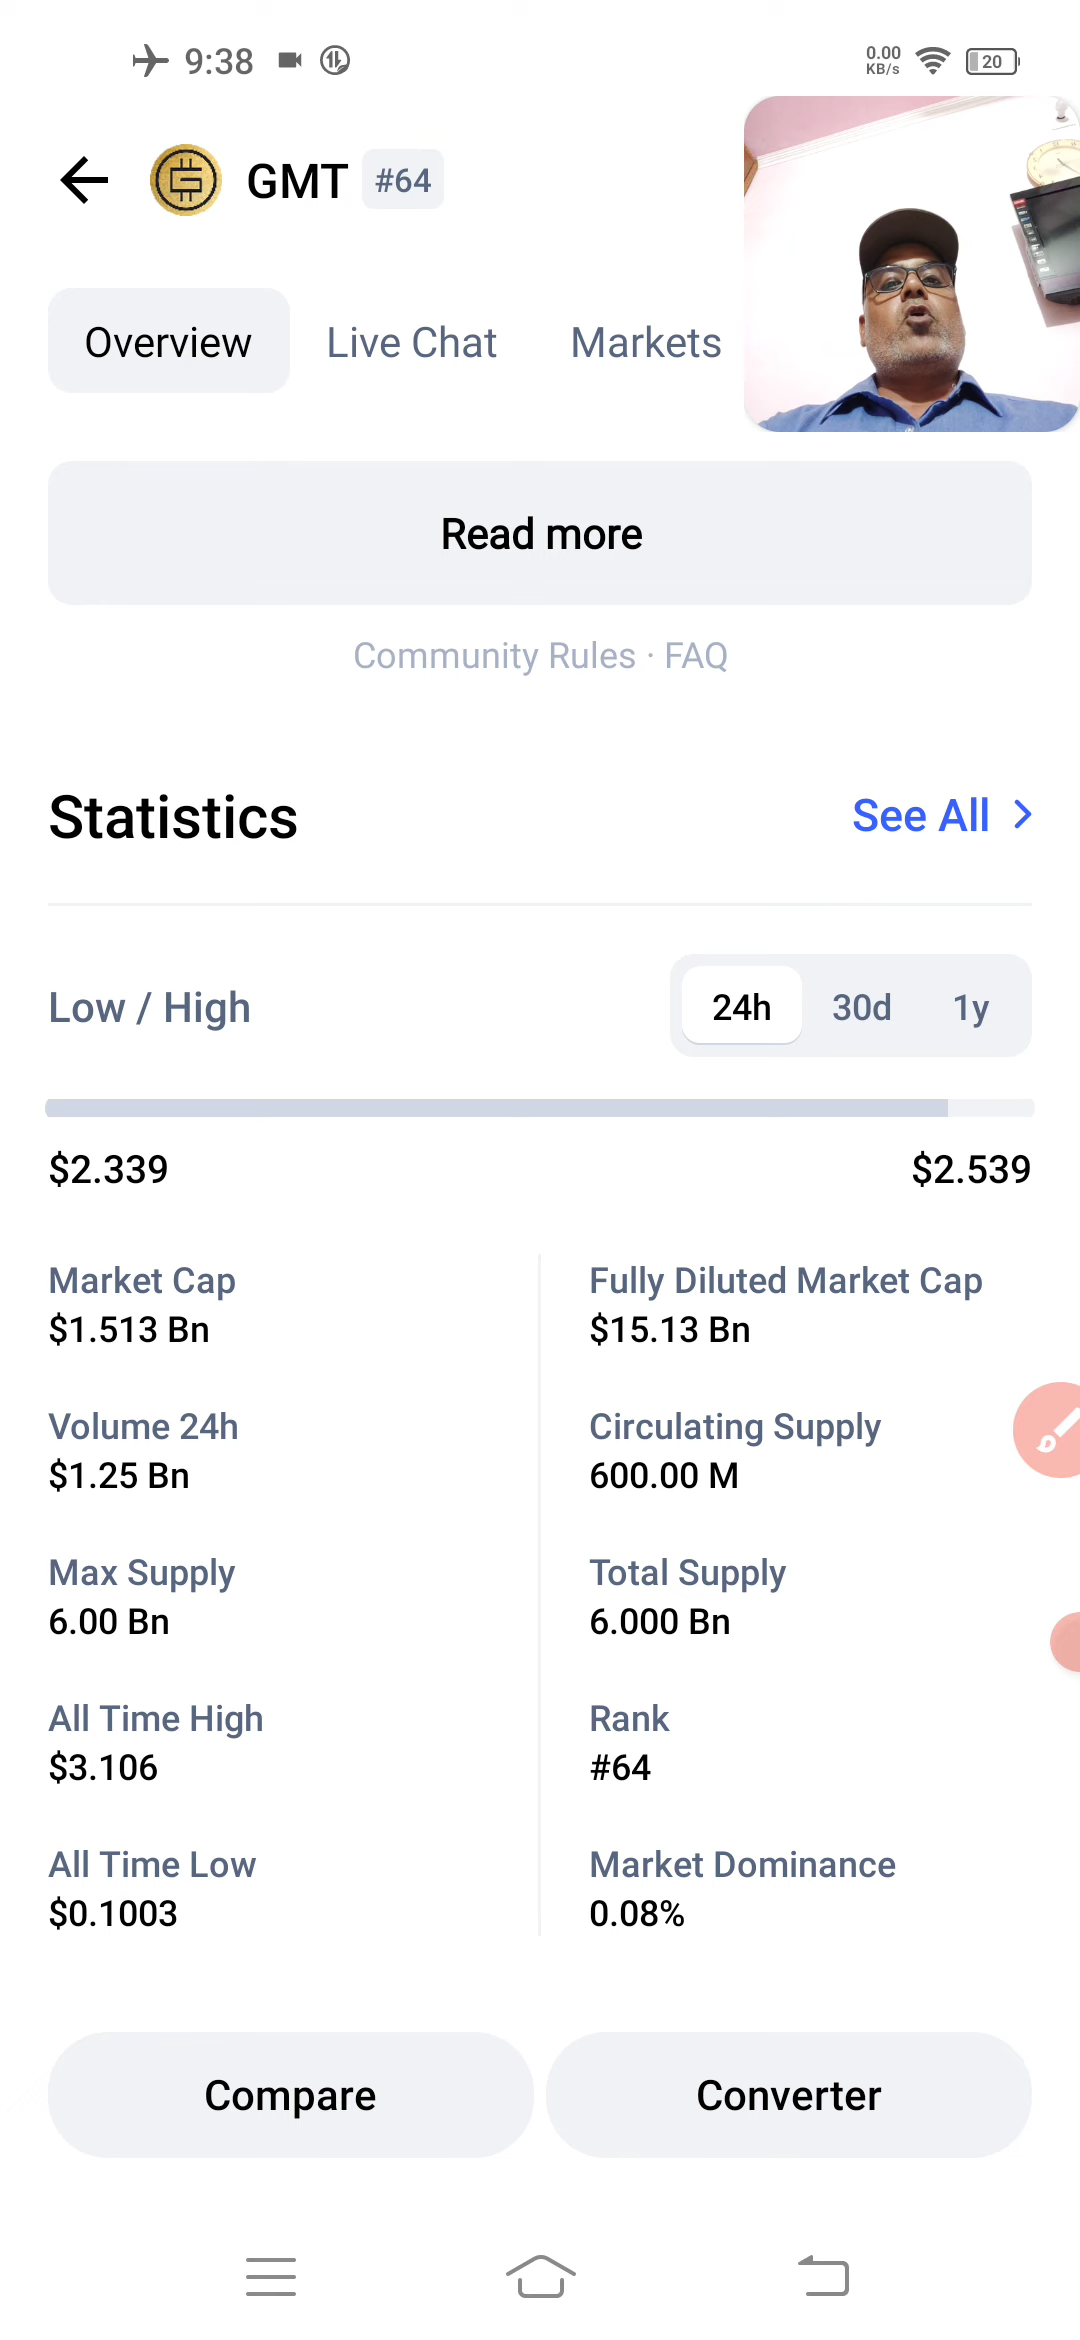 9:38
0.00
KB/s
20
GMT #64
Overview Live Chat Markets
Read more
Community Rules · FAQ
Statistics See All
Low / High 24h 30d 1y
$2.339 $2.539
Market Cap Fully Diluted Market Cap
$1.513 Bn $15.13 Bn
Volume 24h Circulating Supply
$1.25 Bn 600.00 M
Max Supply Total Supply
6.00 Bn 6.000 Bn
All Time High Rank
$3.106 #64
All Time Low Market Dominance
$0.1003 0.08%
Compare Converter